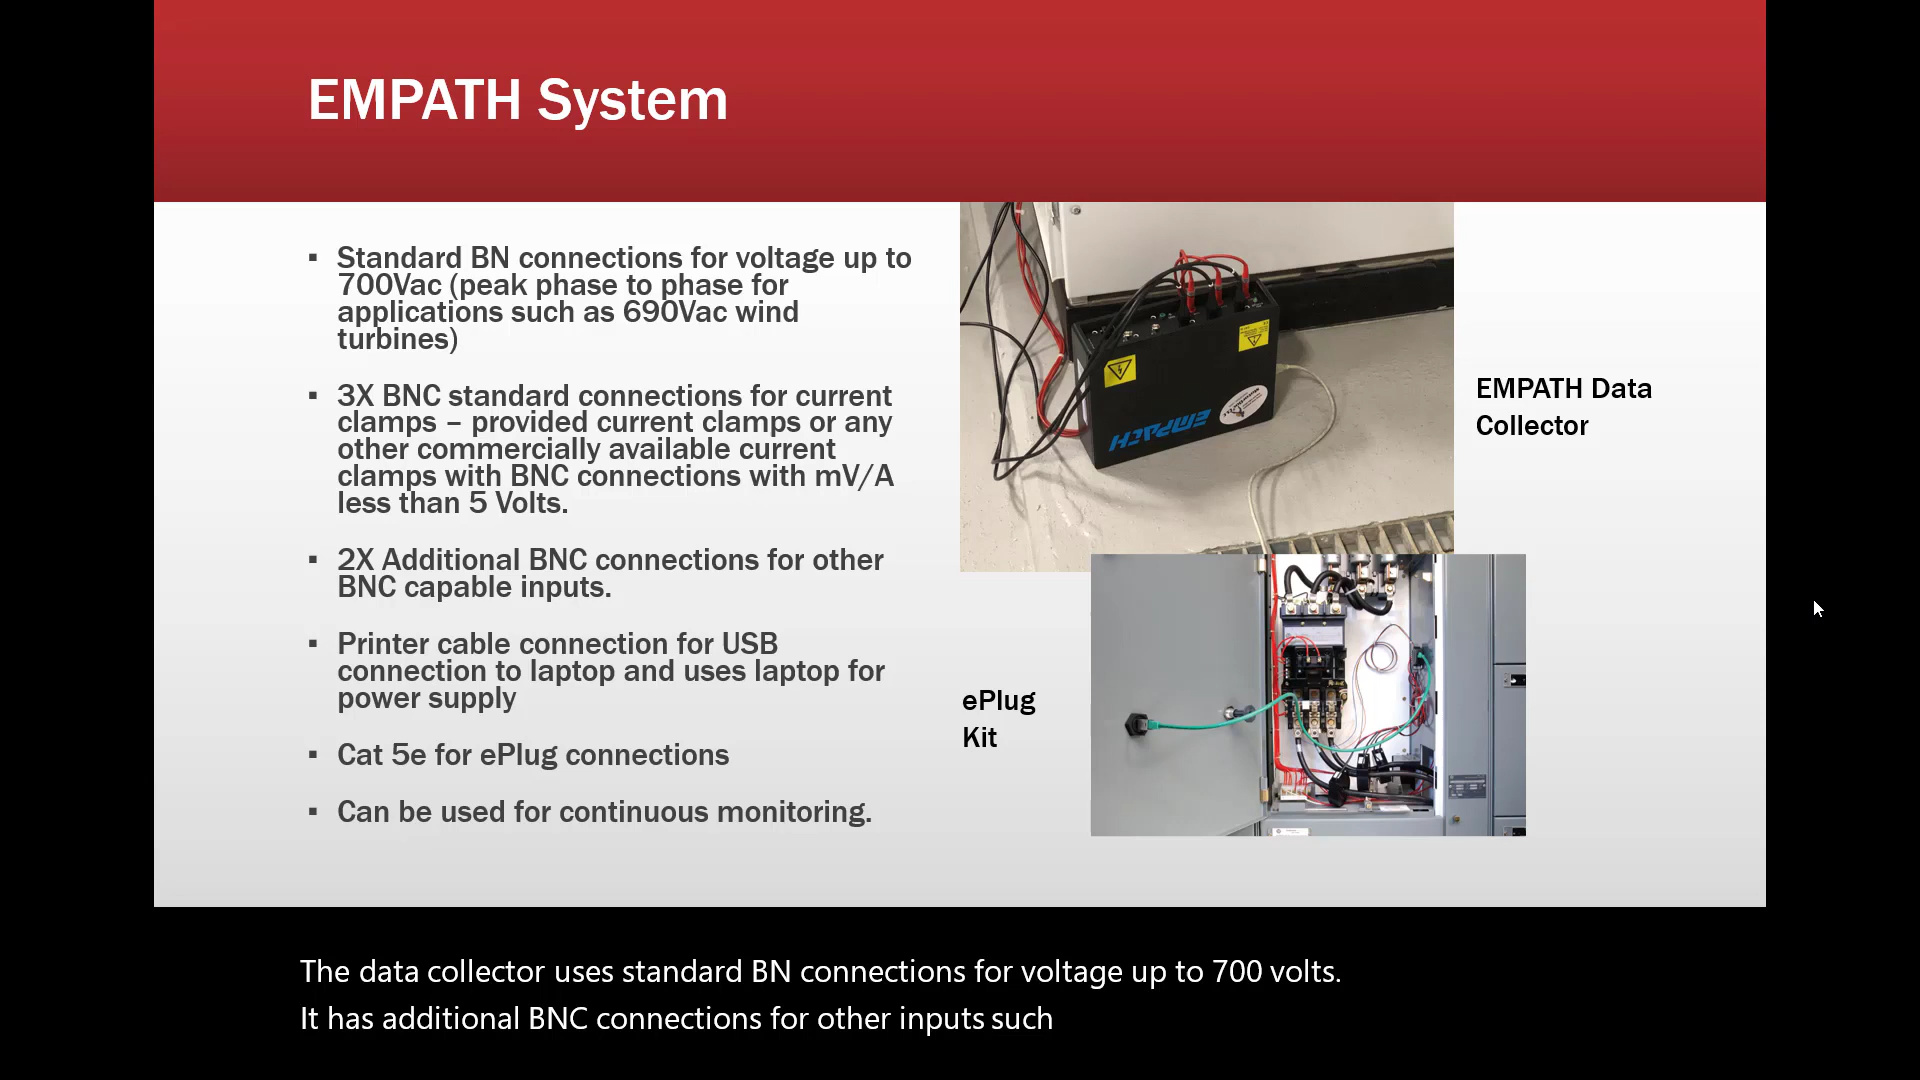 EMPATH System
▪ Standard BN connections for voltage up to
700Vac (peak phase to phase for
applications such as 690Vac wind
turbines)
▪ 3X BNC standard connections for current
clamps – provided current clamps or any
other commercially available current
clamps with BNC connections with mV/A
less than 5 Volts.
▪ 2X Additional BNC connections for other
BNC capable inputs.
▪ Printer cable connection for USB
connection to laptop and uses laptop for
power supply
▪ Cat 5e for ePlug connections
▪ Can be used for continuous monitoring.
EMPATH
EMPATH Data
Collector
ePlug
Kit
The data collector uses standard BN connections for voltage up to 700 volts.
It has additional BNC connections for other inputs such